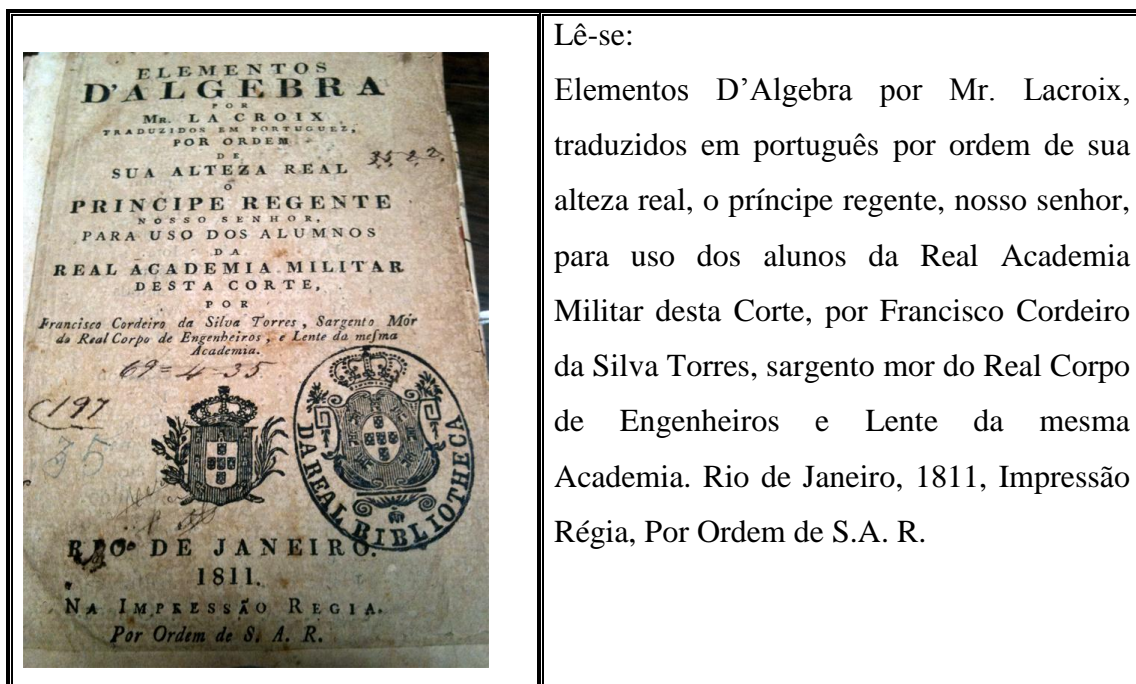 ELEMENTOS
D'ALGEBRA
POR
MR. LA CROIX,
TRADUZIDOS EM PORTUGUEZ,
POR ORDEM
DE
SUA ALTEZA REAL
O
PRINCIPE REGENTE
NOSSO SENHOR,
PARA USO DOS ALUMNOS
DA
REAL ACADEMIA MILITAR
DESTA CORTE,
POR
Francisco Cordeiro da Silva Torres, Sargento Mór
do Real Corpo de Engenheiros, e Lente da mesma
Academia.
69=4-35
197
35
DA REAL BIBLIOTHECA
RIO DE JANEIRO.
1811.
NA IMPRESSÃO REGIA.
Por Ordem de S. A. R.
Lê-se:
Elementos D'Algebra por Mr. Lacroix,
traduzidos em português por ordem de sua
alteza real, o príncipe regente, nosso senhor,
para uso dos alunos da Real Academia
Militar desta Corte, por Francisco Cordeiro
da Silva Torres, sargento mor do Real Corpo
de Engenheiros e Lente da mesma
Academia. Rio de Janeiro, 1811, Impressão
Régia, Por Ordem de S.A. R.